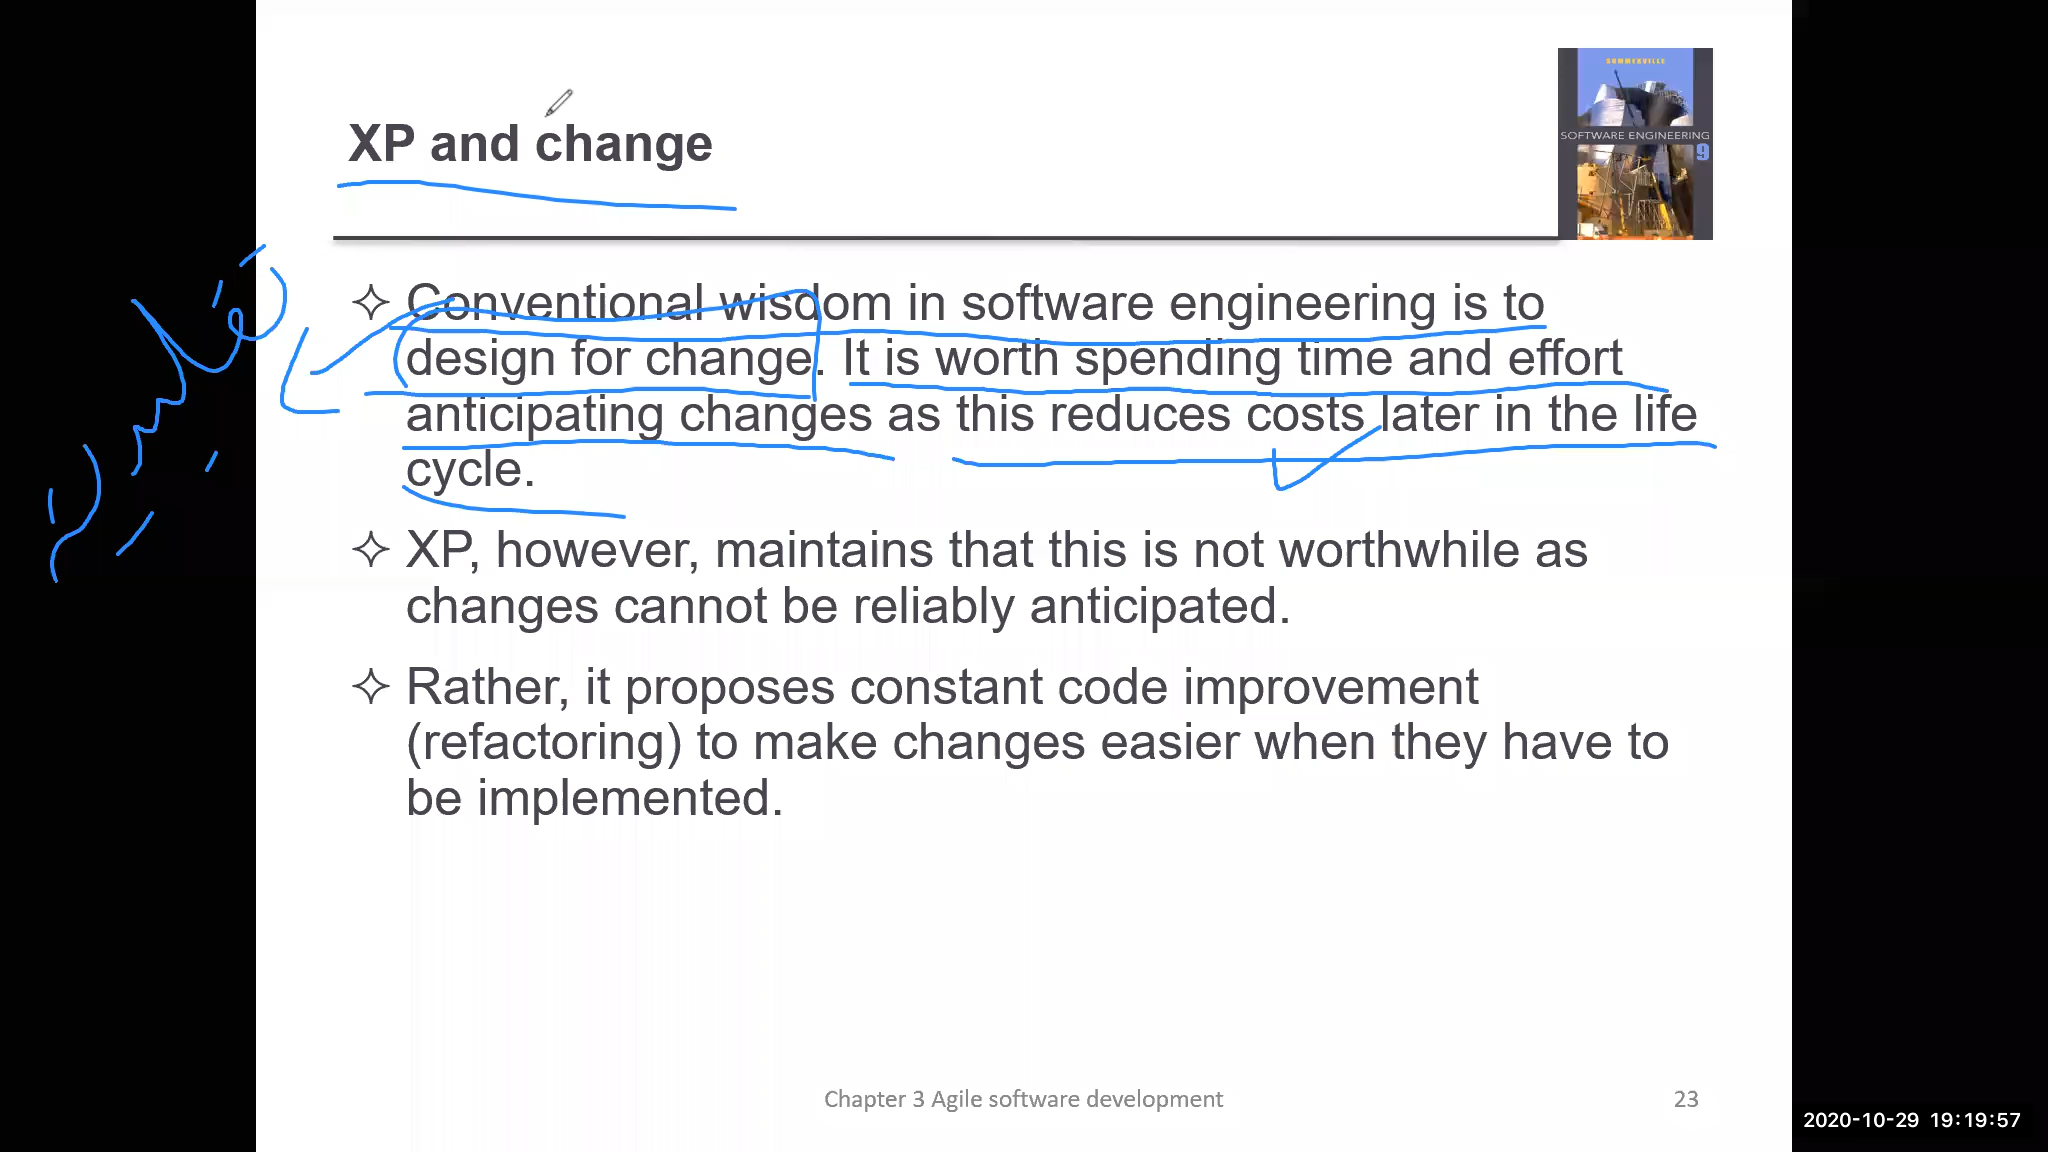 XP and change
SOMMERVILLE
SOFTWARE ENGINEERING
9
✧ Conventional wisdom in software engineering is to
design for change. It is worth spending time and effort
anticipating changes as this reduces costs later in the life
cycle.
✧ XP, however, maintains that this is not worthwhile as
changes cannot be reliably anticipated.
✧ Rather, it proposes constant code improvement
(refactoring) to make changes easier when they have to
be implemented.
Chapter 3 Agile software development
23
2020-10-29 19:19:57